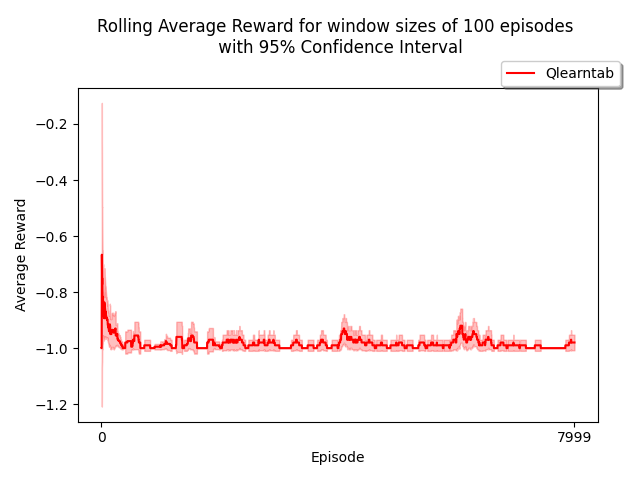 Rolling Average Reward for window sizes of 100 episodes
with 95% Confidence Interval
Qlearntab
−0.2
−0.4
−0.6
−0.8
−1.0
−1.2
Average Reward
0
7999
Episode